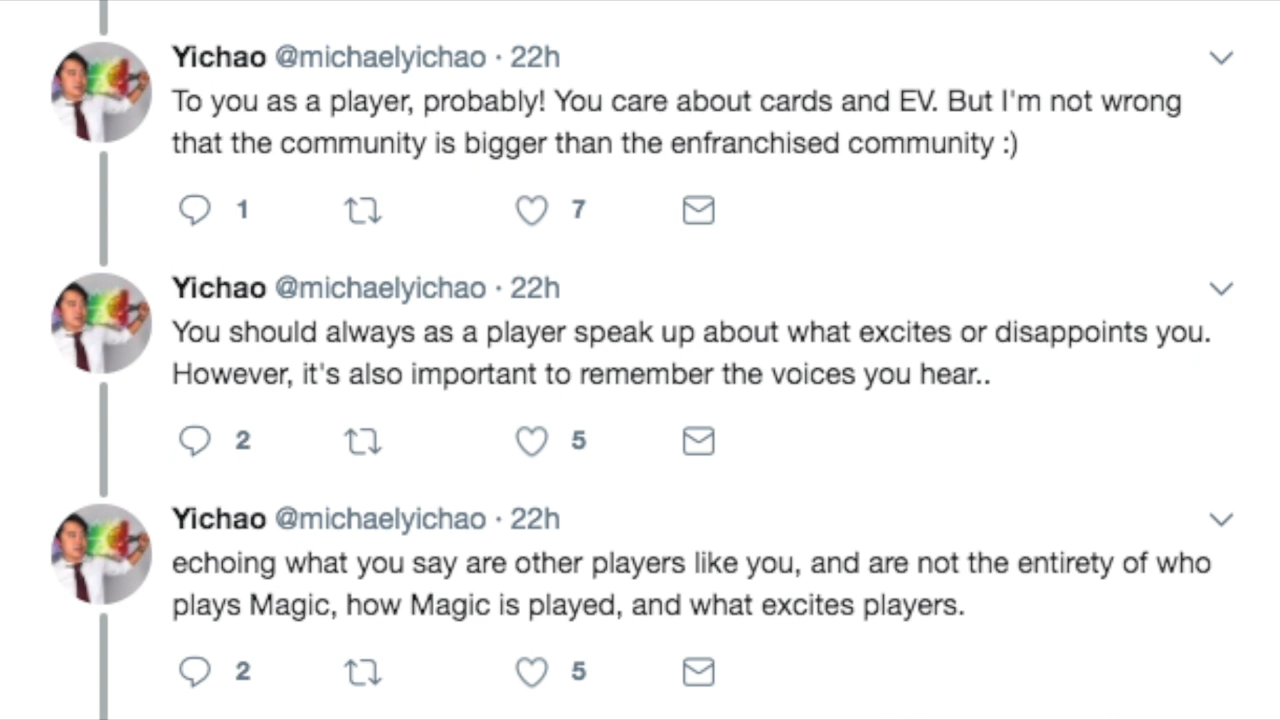 Yichao @michaelyichao · 22h
To you as a player, probably! You care about cards and EV. But I'm not wrong
that the community is bigger than the enfranchised community :)
1 7
Yichao @michaelyichao · 22h
You should always as a player speak up about what excites or disappoints you.
However, it's also important to remember the voices you hear..
2 5
Yichao @michaelyichao · 22h
echoing what you say are other players like you, and are not the entirety of who
plays Magic, how Magic is played, and what excites players.
2 5